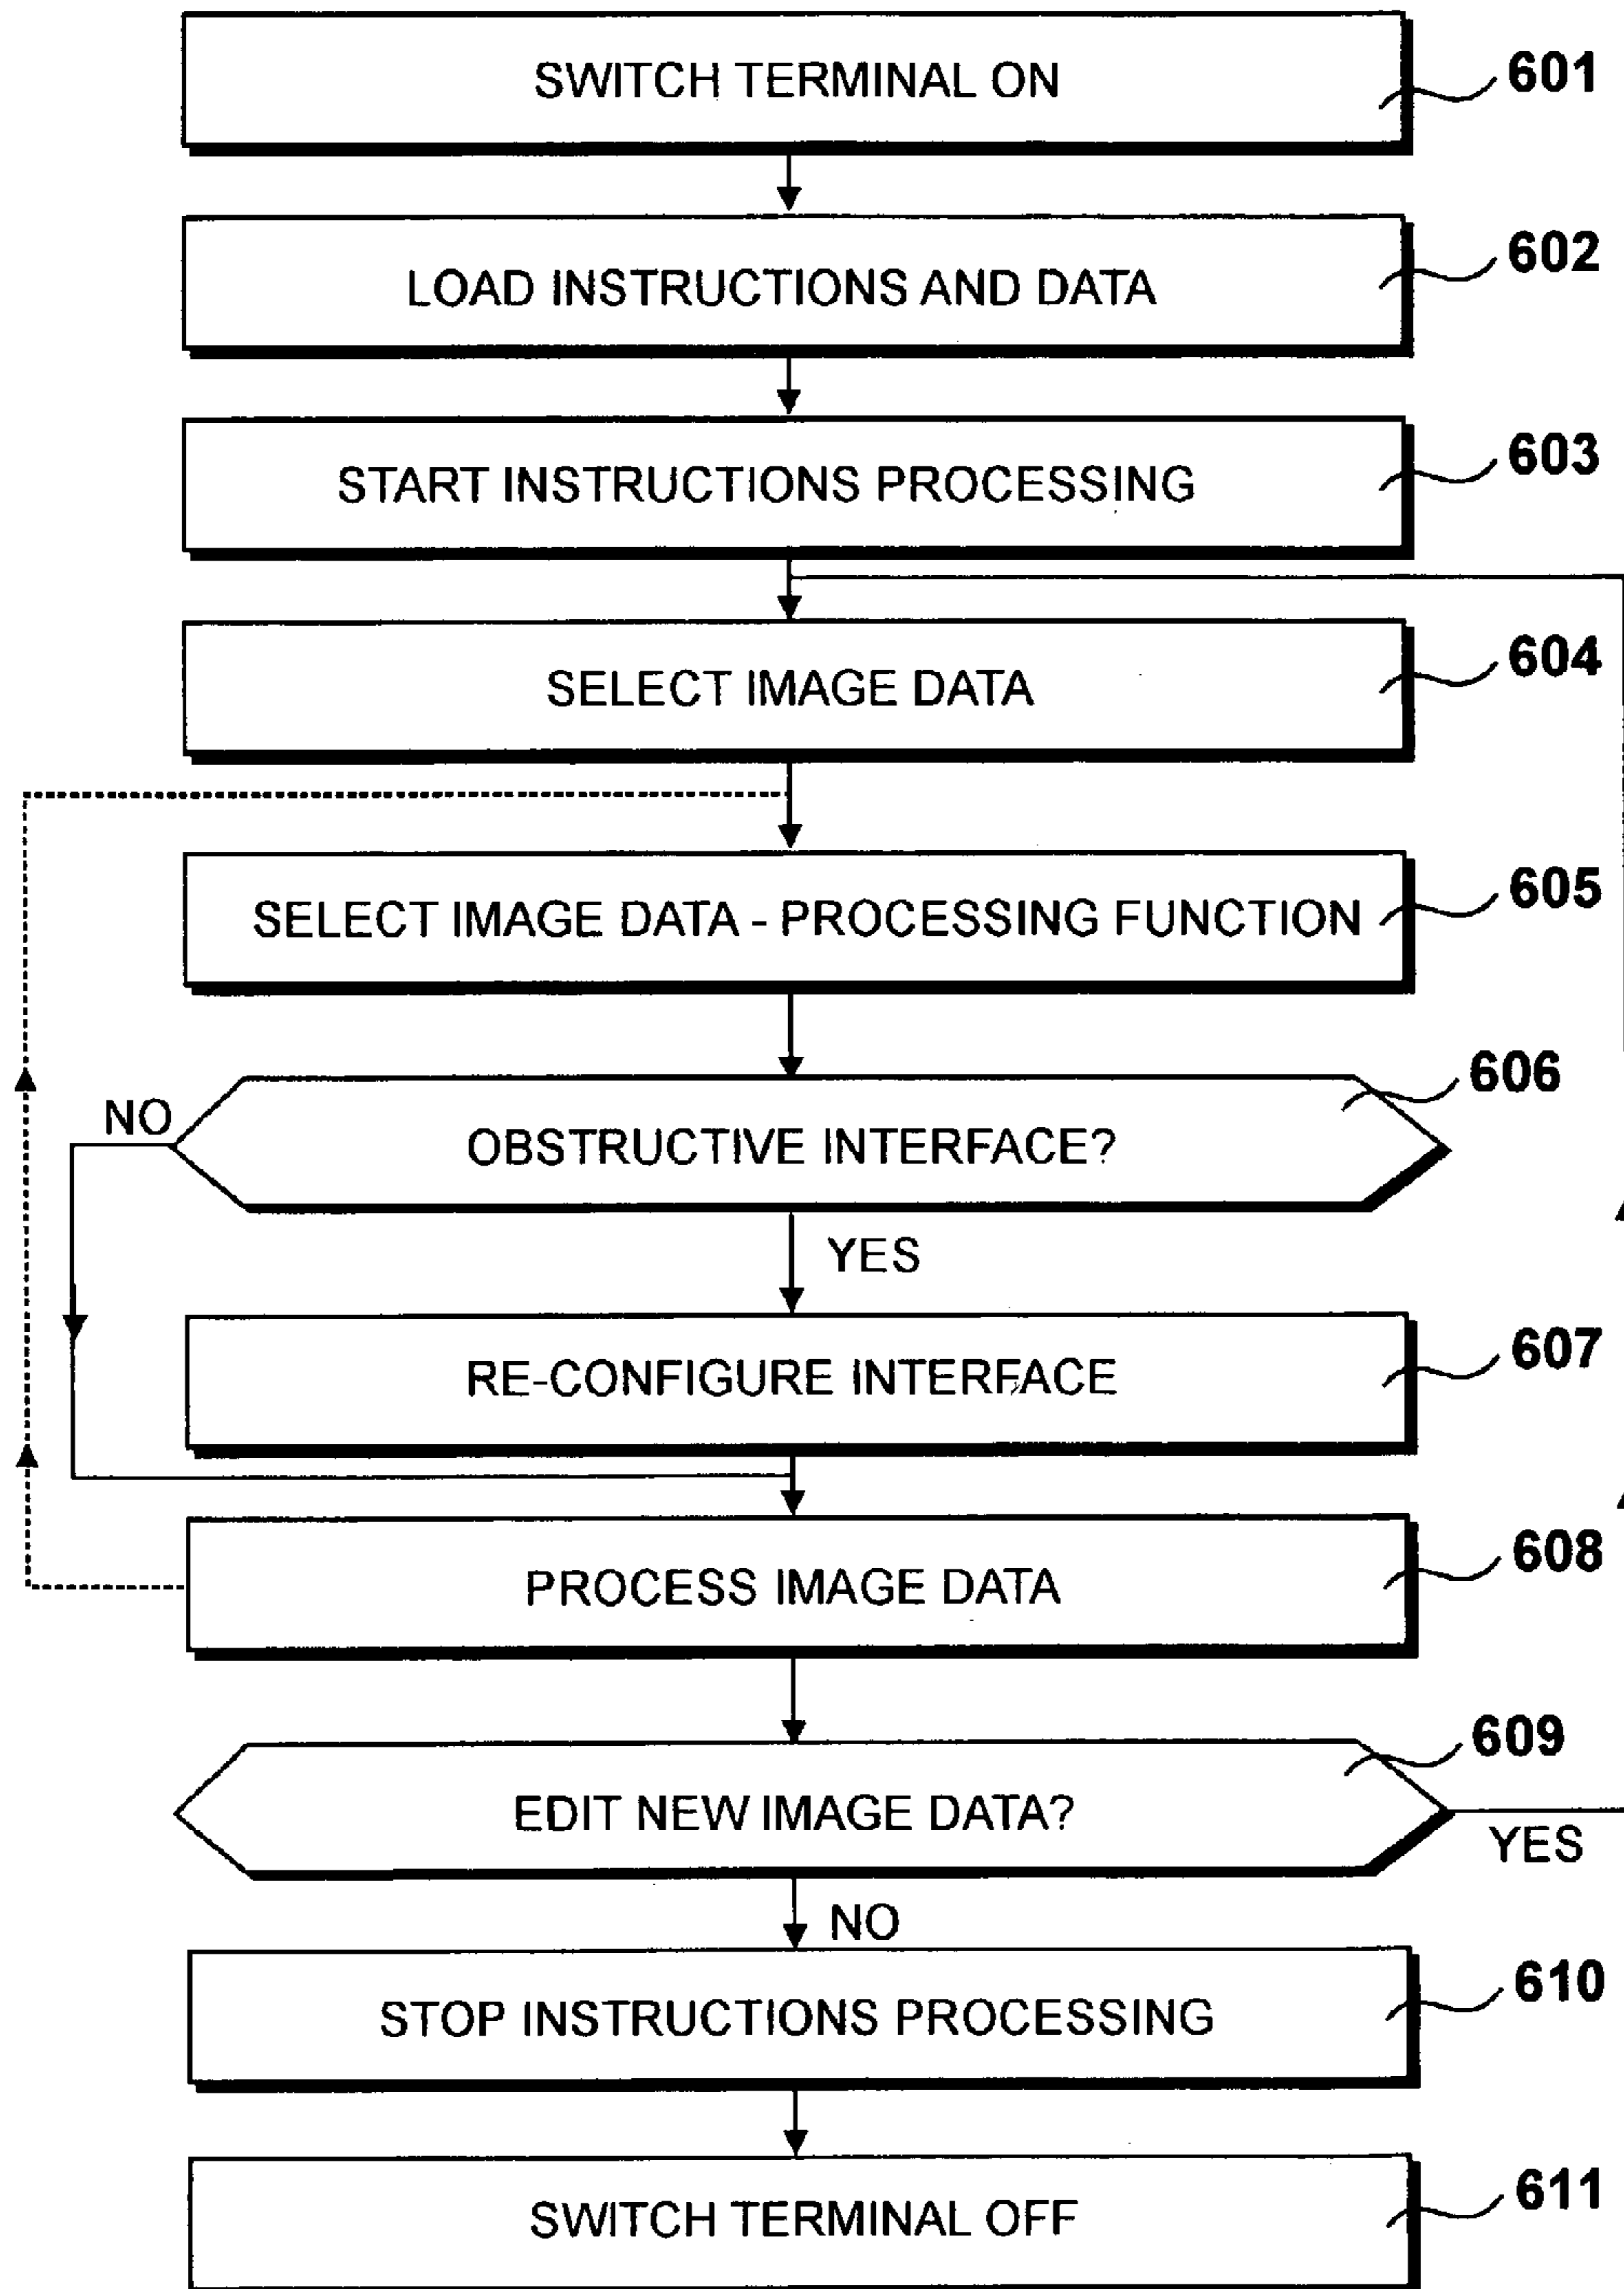 SWITCH TERMINAL ON
601
LOAD INSTRUCTIONS AND DATA
602
START INSTRUCTIONS PROCESSING
603
SELECT IMAGE DATA
604
SELECT IMAGE DATA - PROCESSING FUNCTION
605
606
NO
OBSTRUCTIVE INTERFACE?
YES
RE-CONFIGURE INTERFACE
607
PROCESS IMAGE DATA
608
609
EDIT NEW IMAGE DATA?
YES
NO
STOP INSTRUCTIONS PROCESSING
610
SWITCH TERMINAL OFF
611